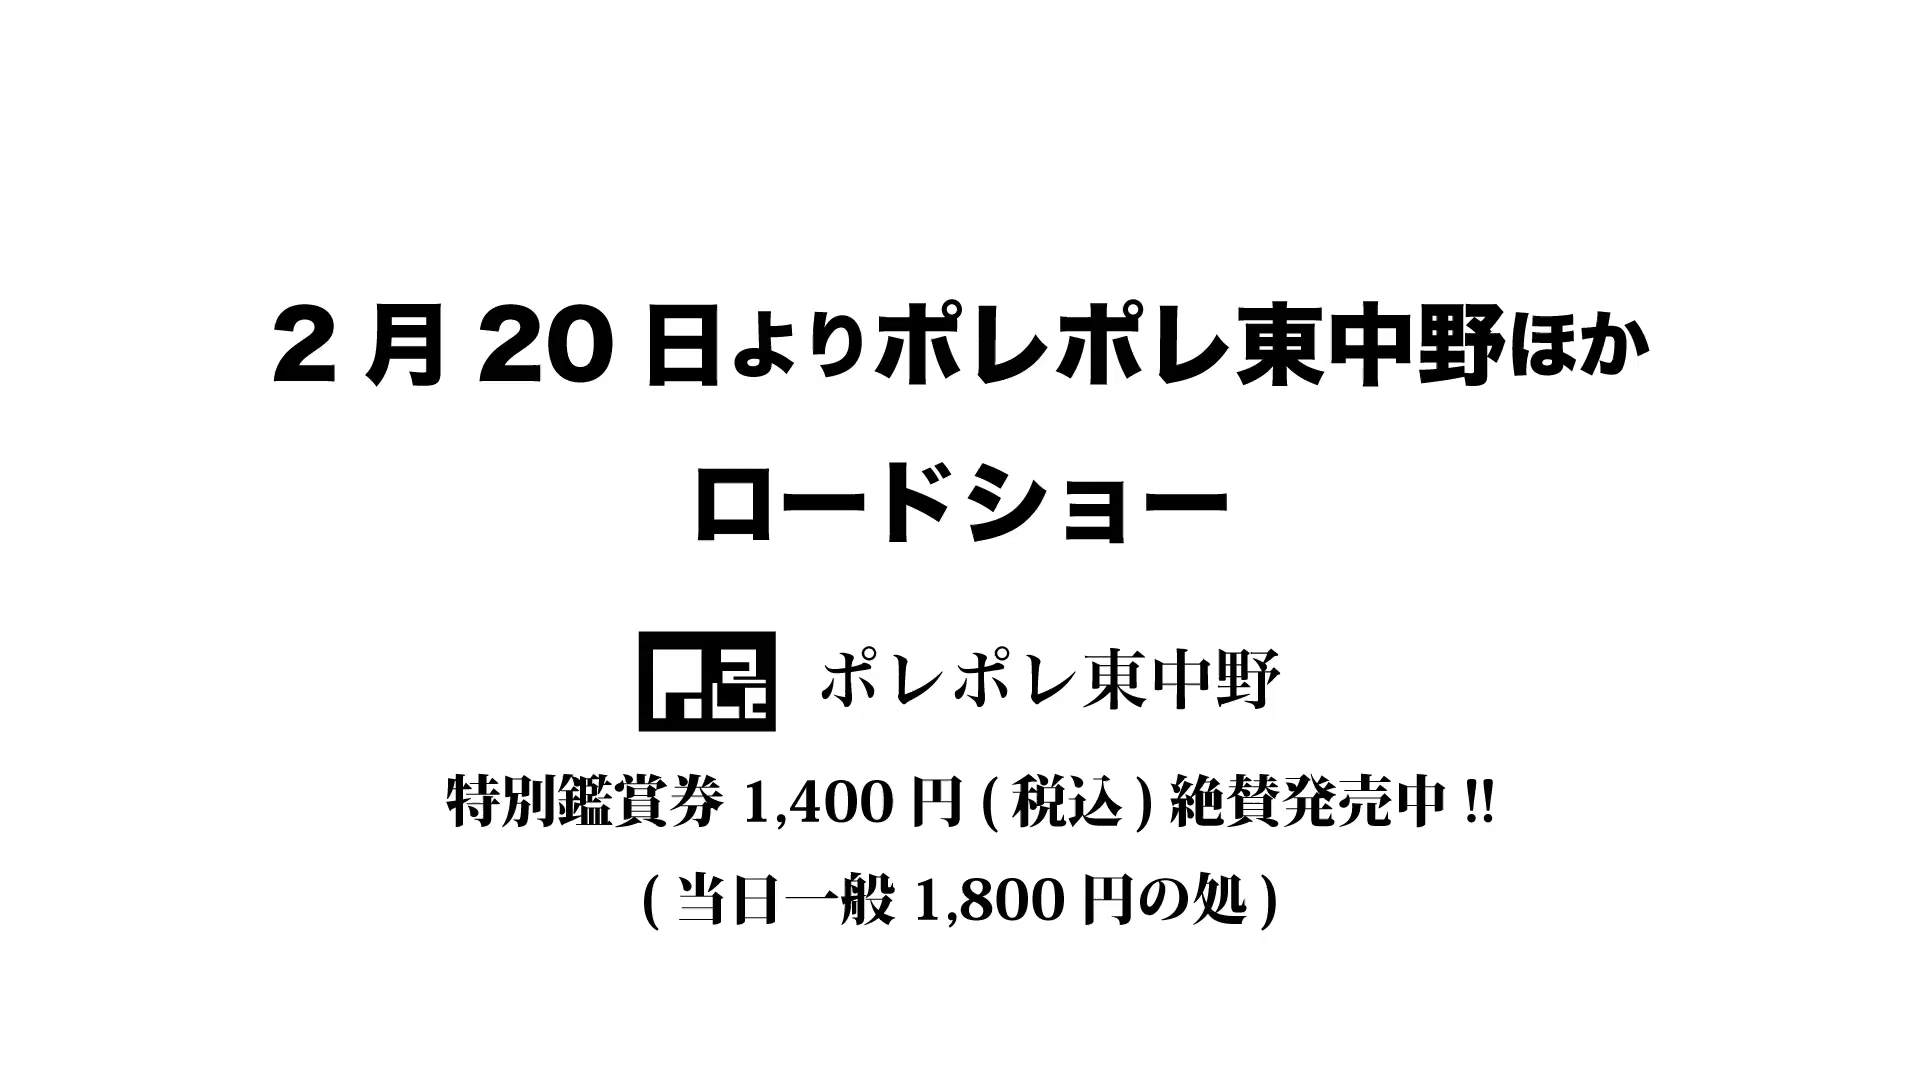 2月20日よりポレポレ東中野ほか
ロードショー
ポレポレ東中野
特別鑑賞券 1,400 円 ( 税込 ) 絶賛発売中 !!
( 当日一般 1,800 円の処 )